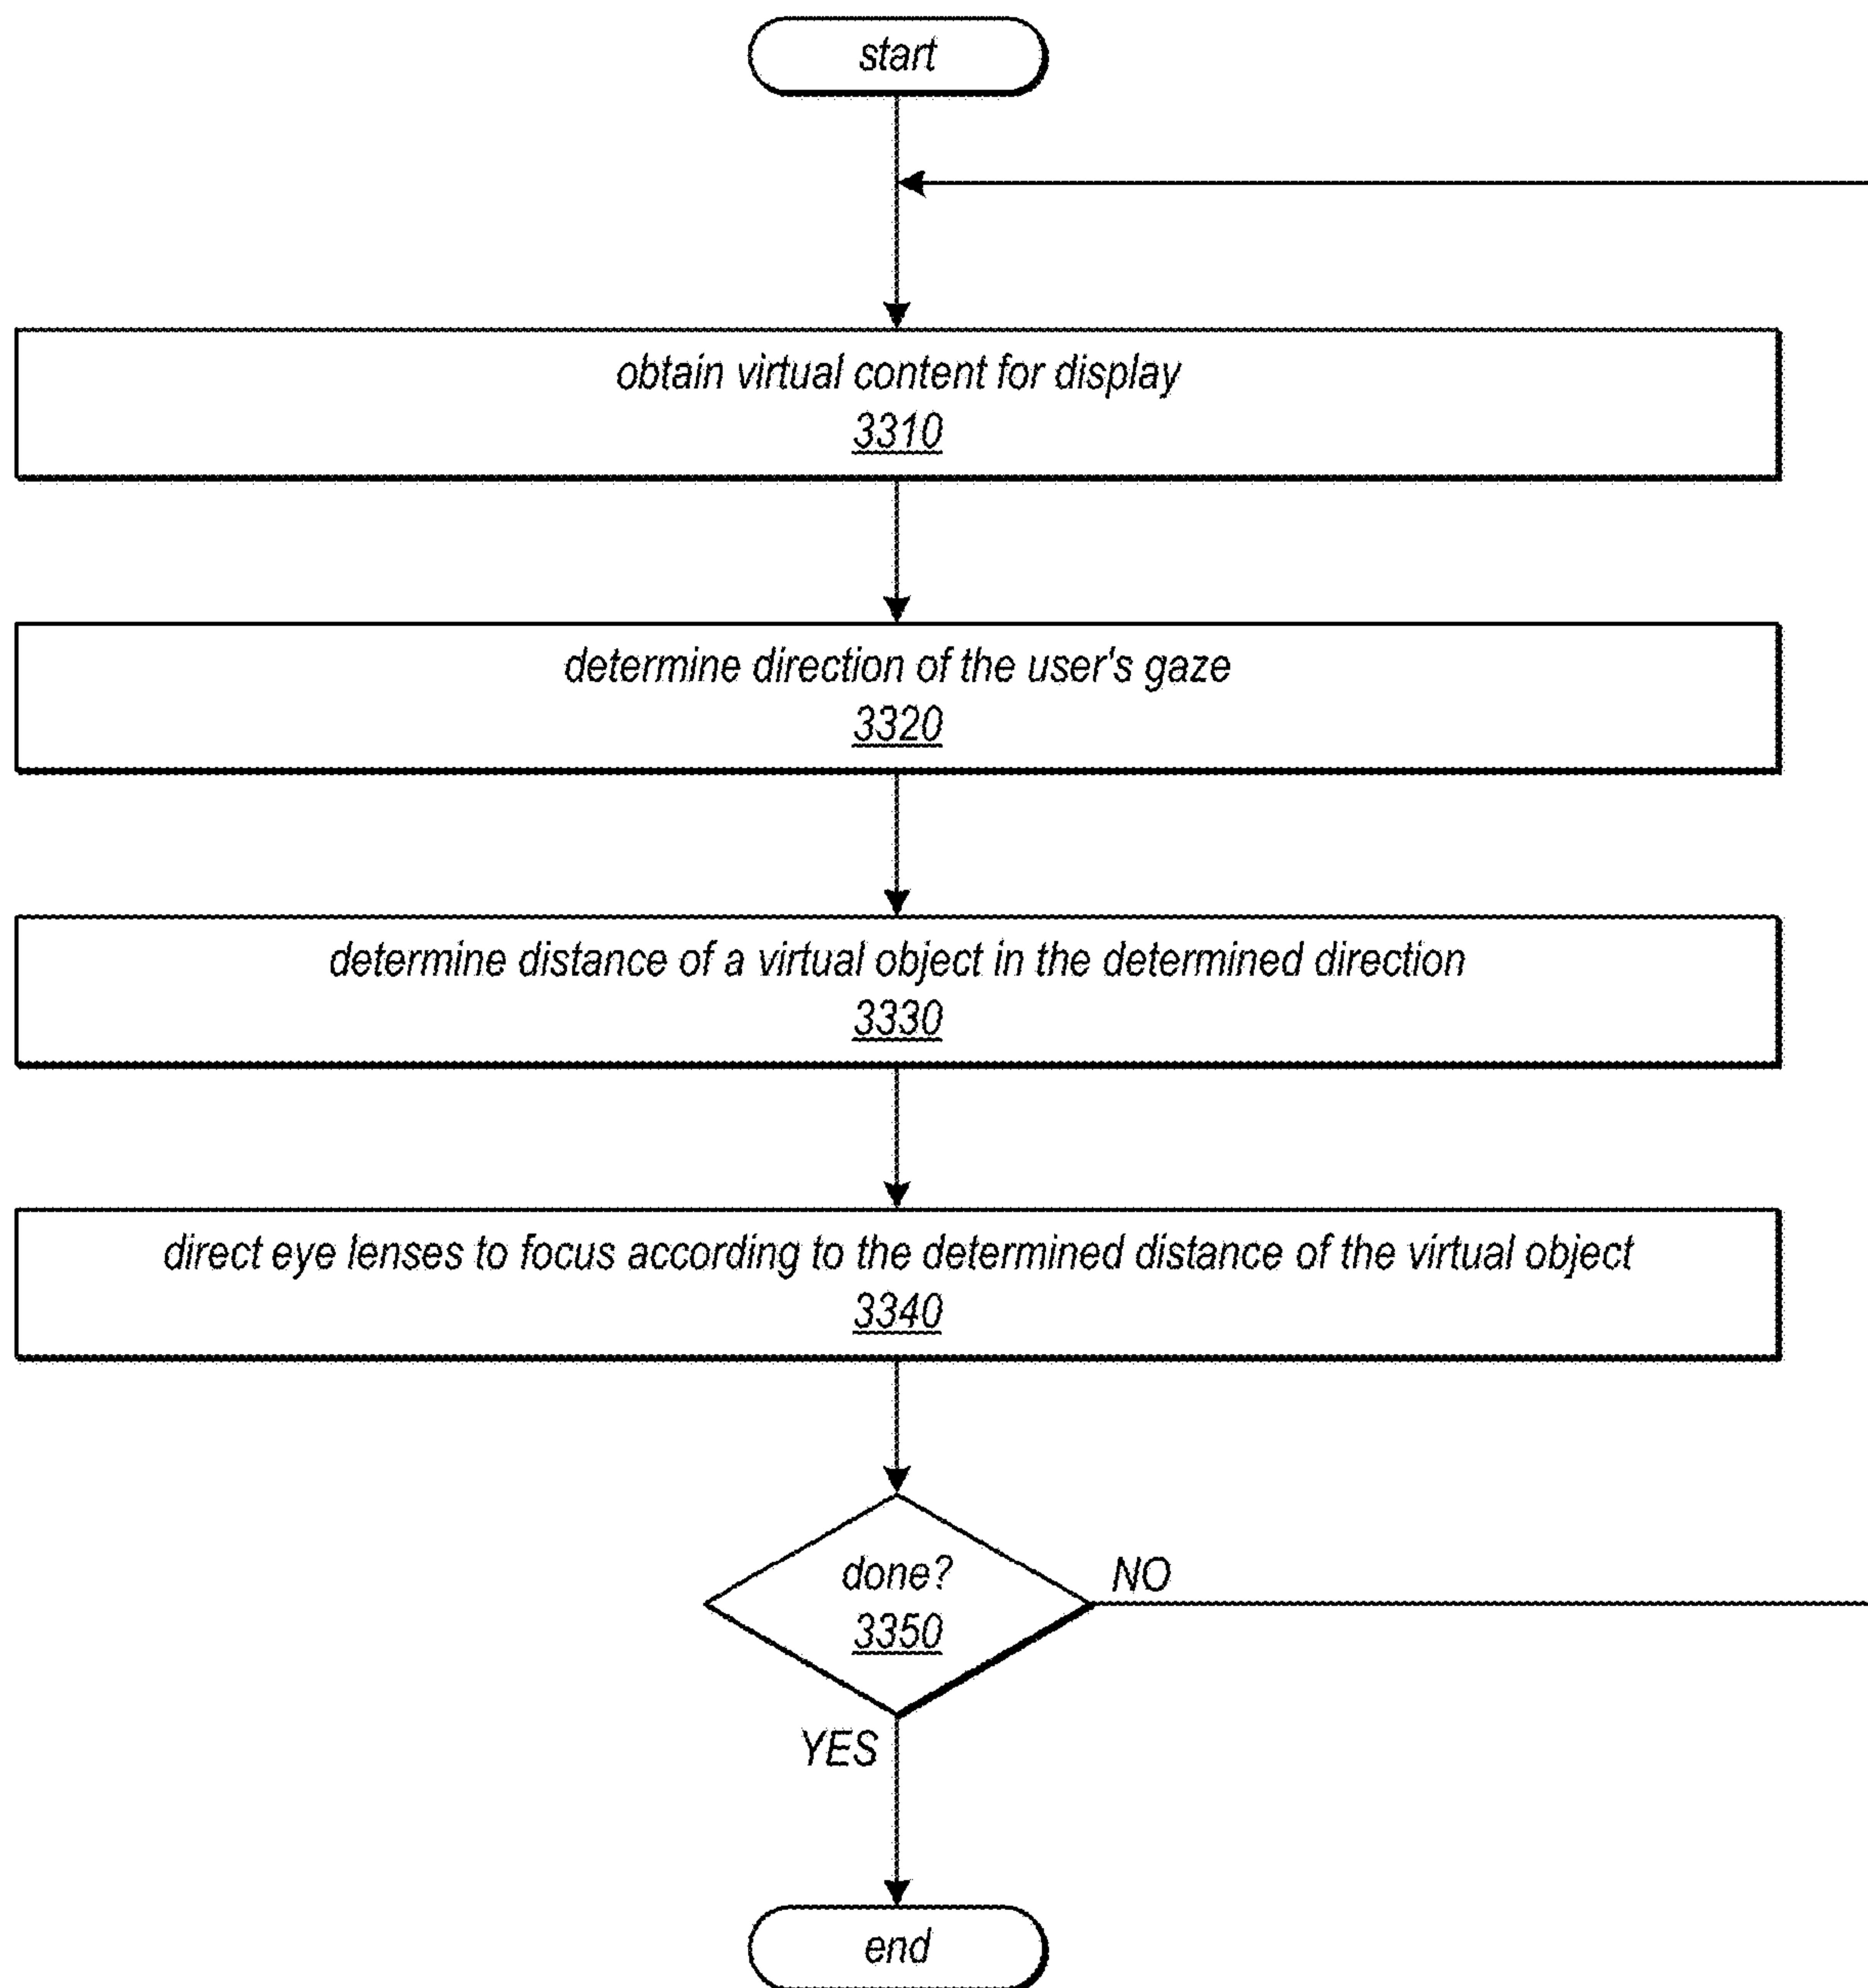 start
obtain virtual content for display
3310
determine direction of the user's gaze
3320
determine distance of a virtual object in the determined direction
3330
direct eye lenses to focus according to the determined distance of the virtual object
3340
done?
3350
NO
YES
end